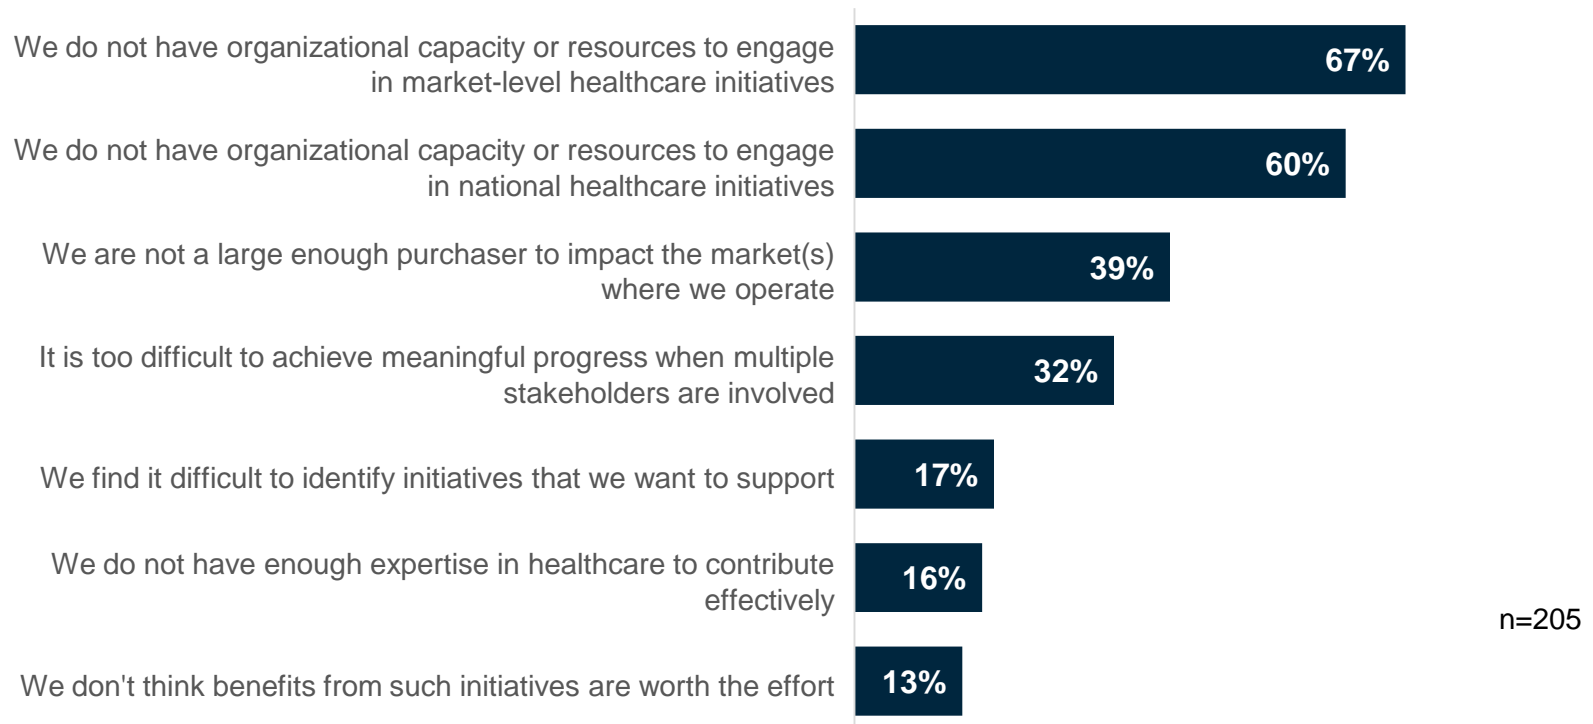 We do not have organizational capacity or resources to engage
in market-level healthcare initiatives
67%
We do not have organizational capacity or resources to engage
in national healthcare initiatives
60%
We are not a large enough purchaser to impact the market(s)
where we operate
39%
It is too difficult to achieve meaningful progress when multiple
stakeholders are involved
32%
We find it difficult to identify initiatives that we want to support
17%
We do not have enough expertise in healthcare to contribute
effectively
16%
n=205
We don't think benefits from such initiatives are worth the effort
13%